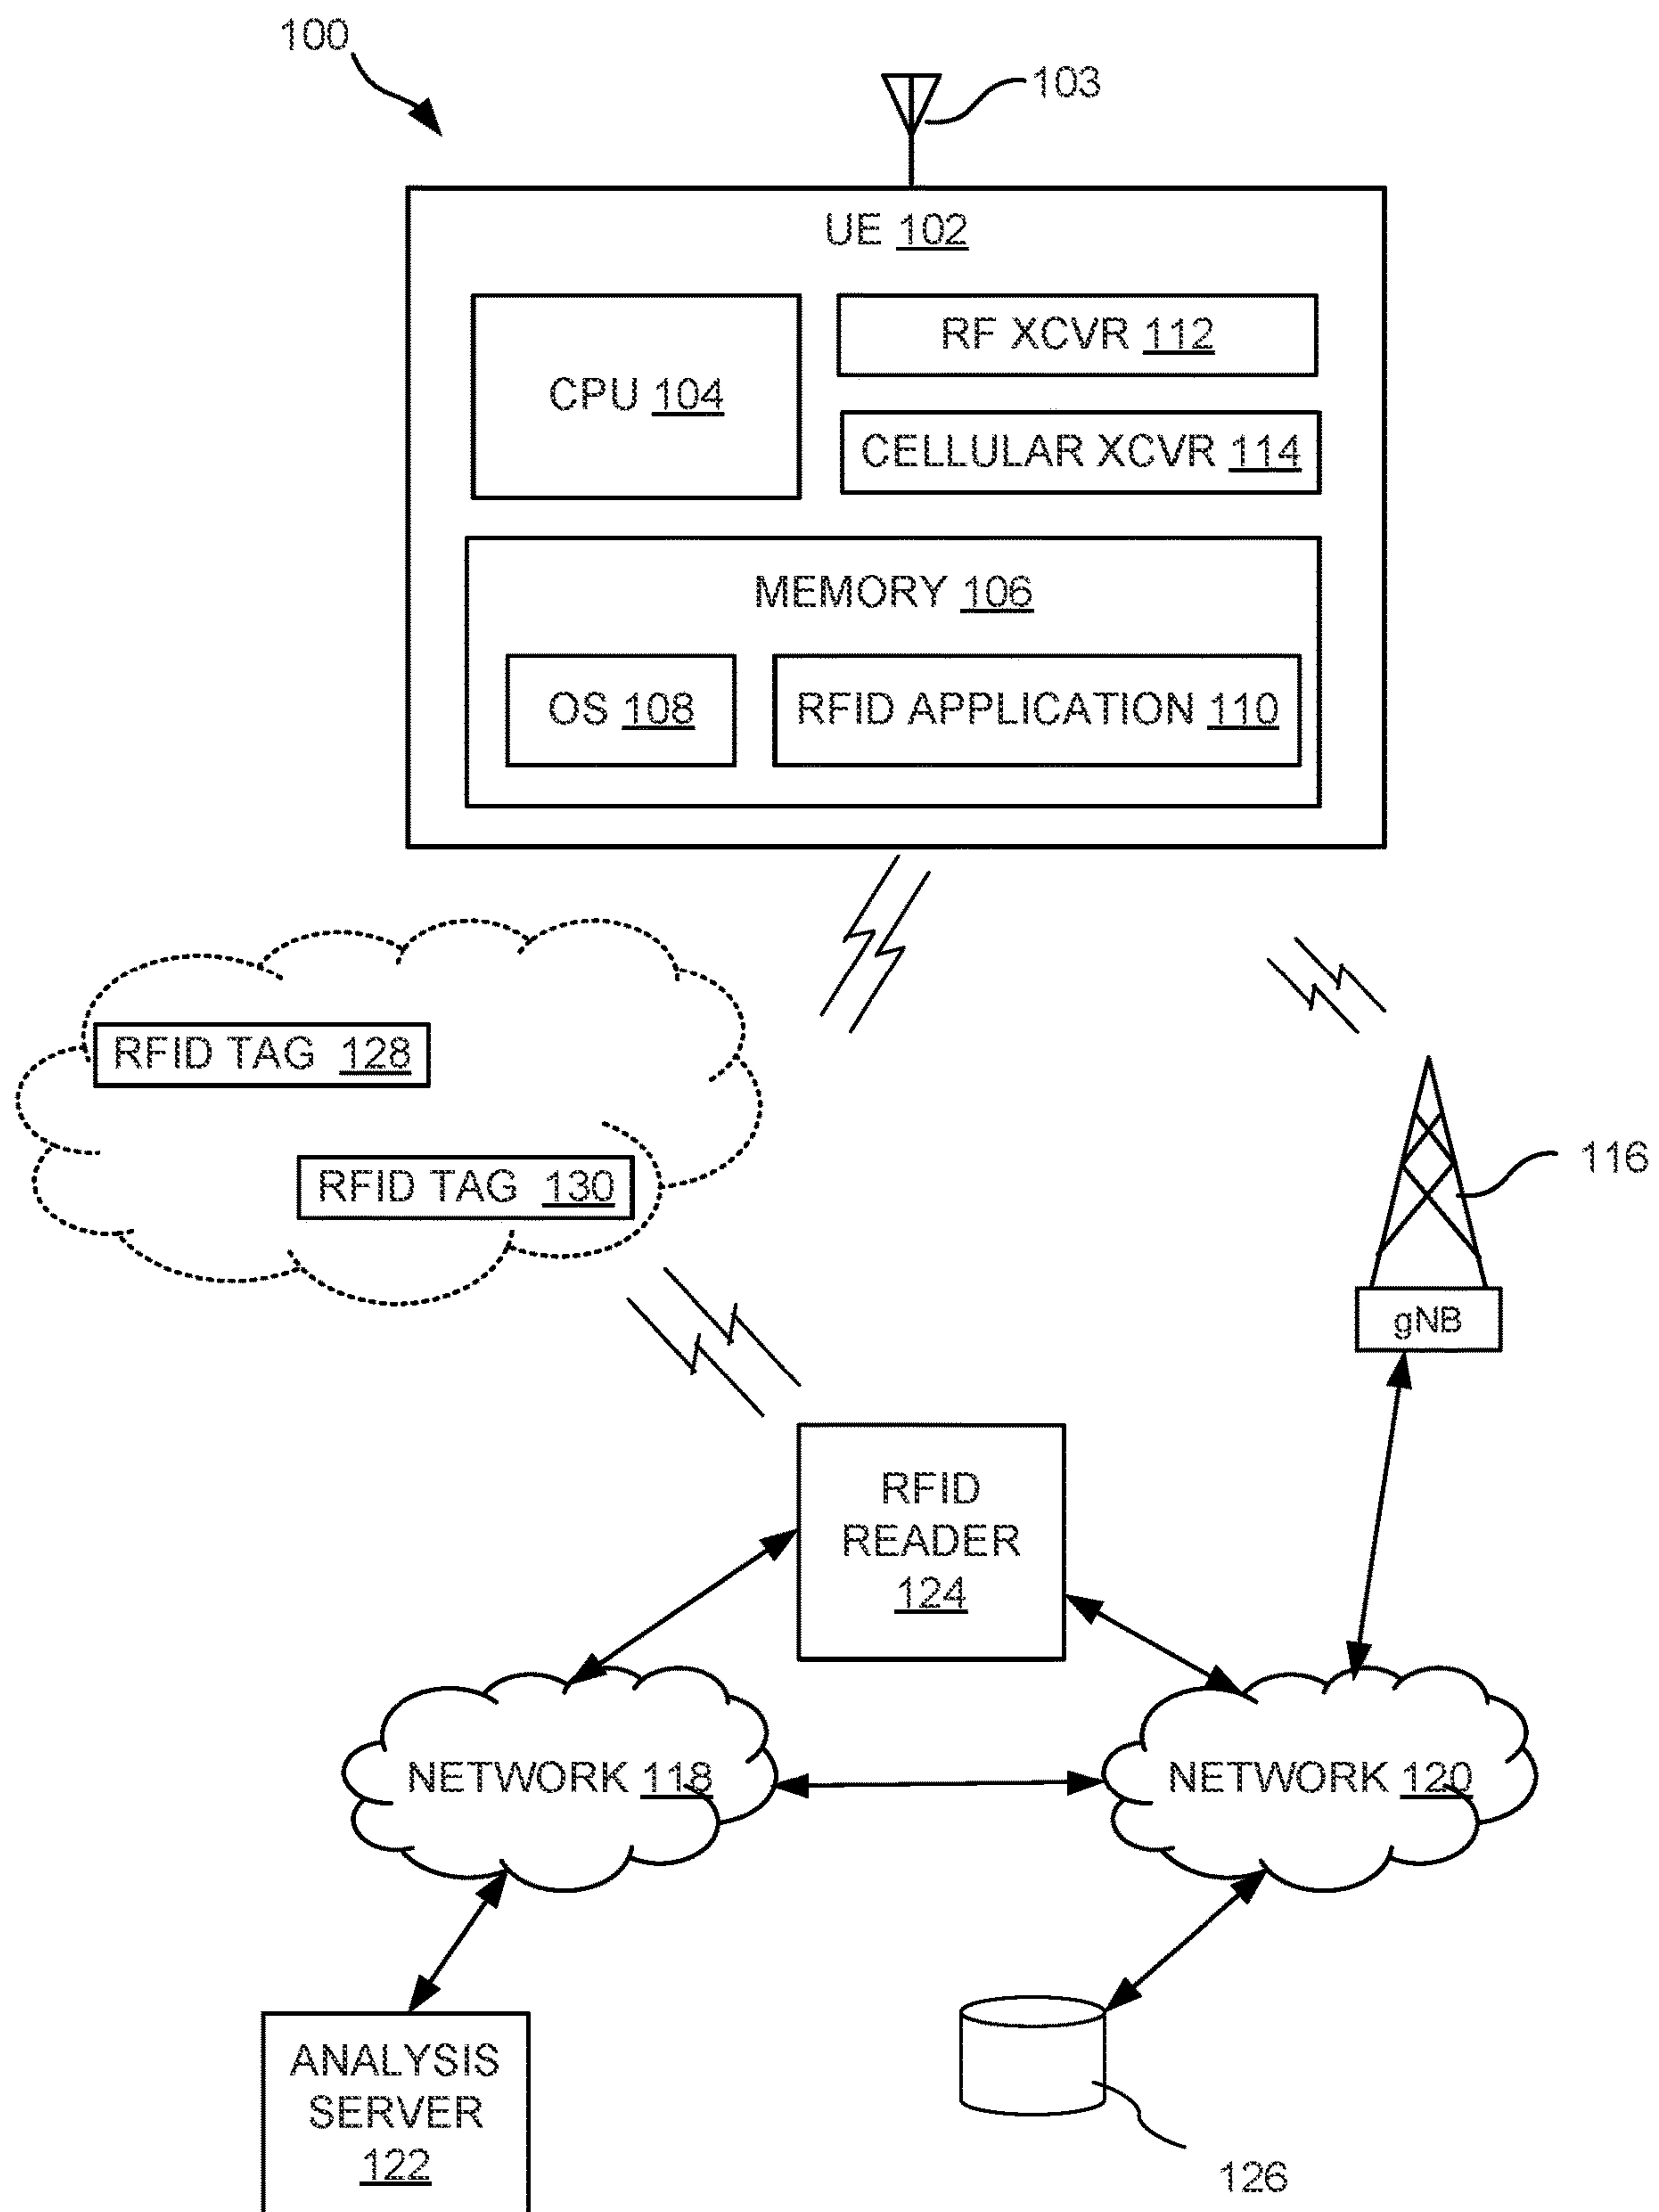 100
103
UE 102
CPU 104
RF XCVR 112
CELLULAR XCVR 114
MEMORY 106
OS 108
RFID APPLICATION 110
RFID TAG 128
RFID TAG 130
116
gNB
RFID
READER
124
NETWORK 118
NETWORK 120
ANALYSIS
SERVER
122
126